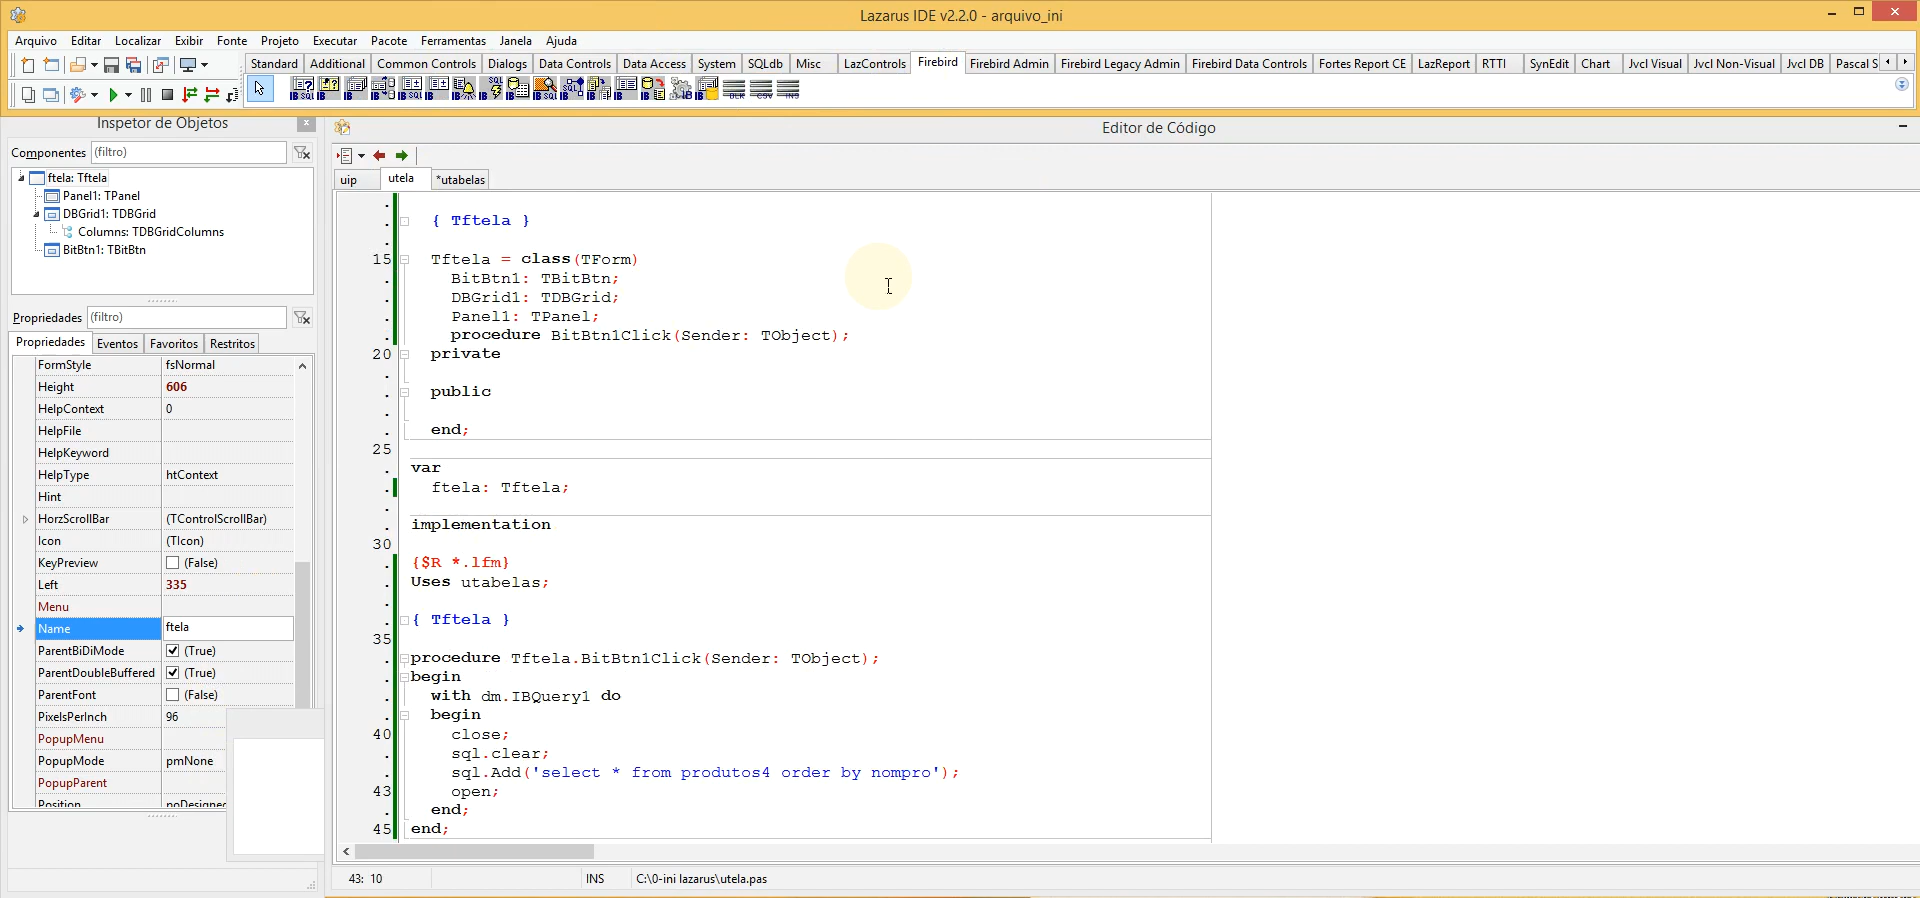 Lazarus IDE v2.2.0 - arquivo_ini
Arquivo Editar Localizar Exibir Fonte Projeto Executar Pacote Ferramentas Janela Ajuda
Standard Additional Common Controls Dialogs Data Controls Data Access System SQLdb Misc LazControls Firebird Firebird Admin Firebird Legacy Admin Firebird Data Controls Fortes Report CE LazReport RTTI SynEdit Chart Jvcl Visual Jvcl Non-Visual Jvcl DB Pascal S
Inspetor de Objetos
Editor de Código
Componentes (filtro)
ftela: Tftela
Panel1: TPanel
DBGrid1: TDBGrid
Columns: TDBGridColumns
BitBtn1: TBitBtn
Propriedades (filtro)
Propriedades Eventos Favoritos Restritos
FormStyle fsNormal
Height 606
HelpContext 0
HelpFile
HelpKeyword
HelpType htContext
Hint
HorzScrollBar (TControlScrollBar)
Icon (TIcon)
KeyPreview (False)
Left 335
Menu
Name ftela
ParentBiDiMode (True)
ParentDoubleBuffered (True)
ParentFont (False)
PixelsPerInch 96
PopupMenu
PopupMode pmNone
PopupParent
Position poDesigned
uip utela *utabelas
{ Tftela }
15 Tftela = class(TForm)
BitBtn1: TBitBtn;
DBGrid1: TDBGrid;
Panel1: TPanel;
procedure BitBtn1Click(Sender: TObject);
20 private
public
end;
25
var
ftela: Tftela;
implementation
30
{$R *.lfm}
Uses utabelas;
{ Tftela }
35
procedure Tftela.BitBtn1Click(Sender: TObject);
begin
with dm.IBQuery1 do
begin
40 close;
sql.clear;
sql.Add('select * from produtos4 order by nompro');
43 open;
end;
45 end;
43: 10 INS C:\0-ini lazarus\utela.pas